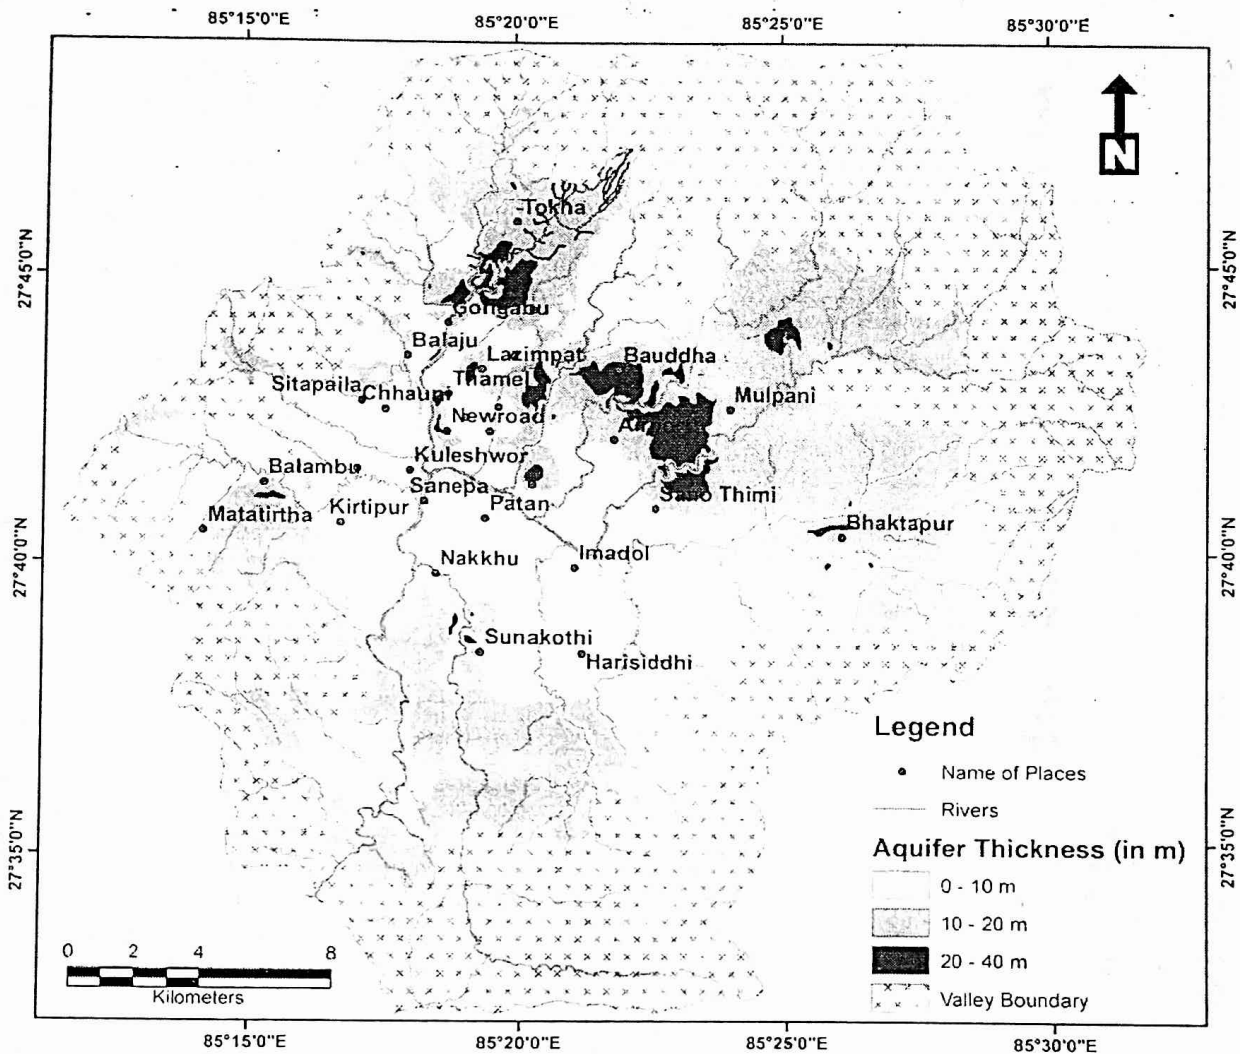 85°15'0"E 85°20'0"E 85°25'0"E 85°30'0"E
N
Tokha
27°45'0"N 27°45'0"N
Gongabu
Balaju
Lazimpat Bauddha
Sitapaila Chhauni Thamel Mulpani
Newroad
Airport
Balambu Kuleshwor
Sanepa Sano Thimi
Matatirtha Kirtipur Patan Bhaktapur
27°40'0"N 27°40'0"N
Nakkhu Imadol
Sunakothi
Harisiddhi
Legend
Name of Places
Rivers
27°35'0"N 27°35'0"N
Aquifer Thickness (in m)
0 - 10 m
10 - 20 m
20 - 40 m
Valley Boundary
0 2 4 8
Kilometers
85°15'0"E 85°20'0"E 85°25'0"E 85°30'0"E